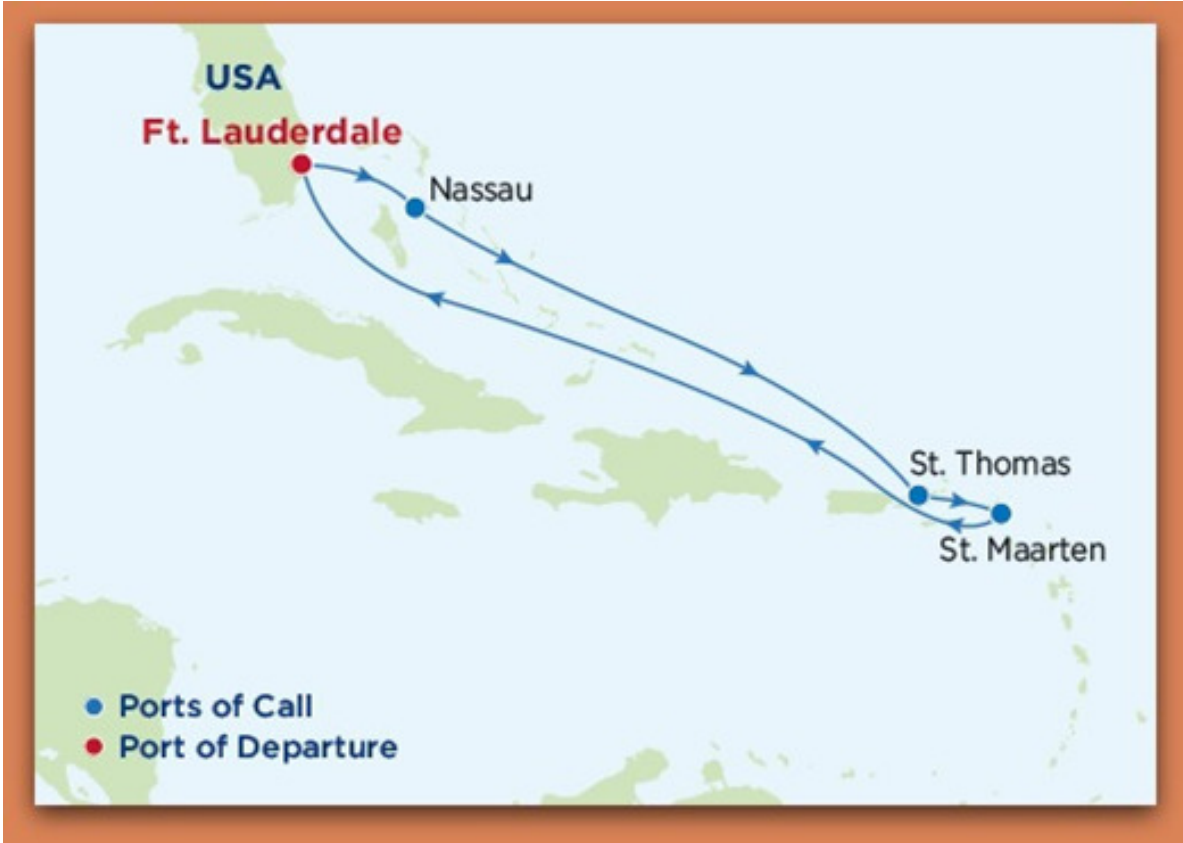 USA
Ft. Lauderdale
Nassau
St. Thomas
St. Maarten
Ports of Call
Port of Departure